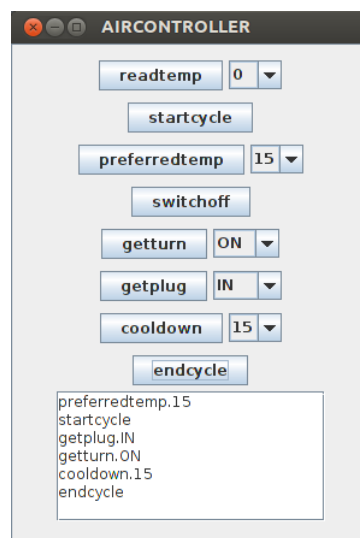 AIRCONTROLLER
readtemp 0
startcycle
preferredtemp 15
switchoff
getturn ON
getplug IN
cooldown 15
endcycle
preferredtemp.15
startcycle
getplug.IN
getturn.ON
cooldown.15
endcycle